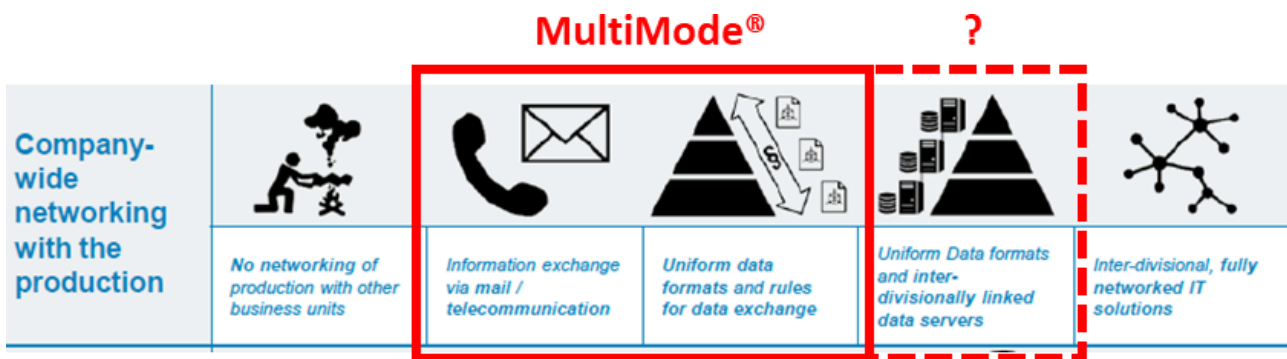 MultiMode®
?
Company-
wide
networking
with the
production
No networking of
production with other
business units
Information exchange
via mail /
telecommunication
Uniform data
formats and rules
for data exchange
Uniform Data formats
and inter-
divisionally linked
data servers
Inter-divisional, fully
networked IT
solutions